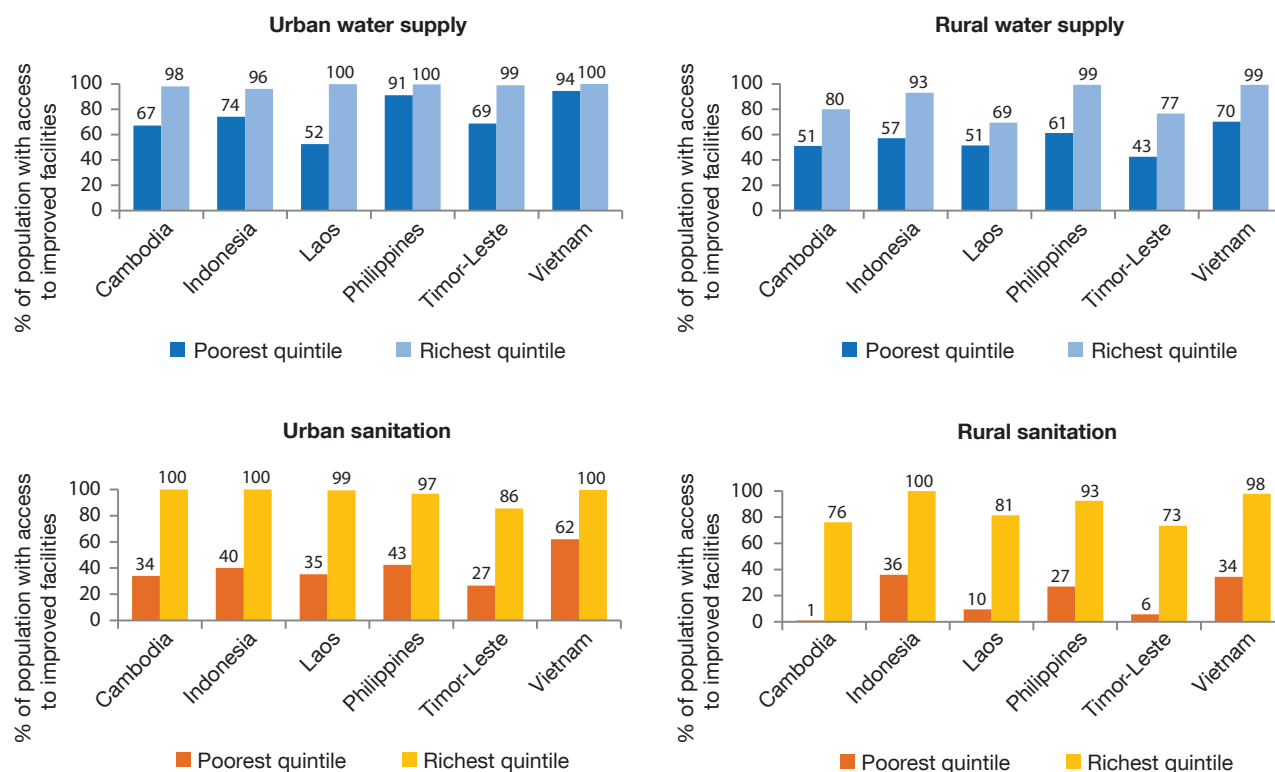 Urban water supply
% of population with access
to improved facilities
100
80
60
40
20
0
67
98
74
96
52
100
91
100
69
99
94
100
Cambodia
Indonesia
Laos
Philippines
Timor-Leste
Vietnam
Poorest quintile
Richest quintile
Rural water supply
% of population with access
to improved facilities
100
80
60
40
20
0
51
80
57
93
51
69
61
99
43
77
70
99
Cambodia
Indonesia
Laos
Philippines
Timor-Leste
Vietnam
Poorest quintile
Richest quintile
Urban sanitation
% of population with access
to improved facilities
100
80
60
40
20
0
34
100
40
100
35
99
43
97
27
86
62
100
Cambodia
Indonesia
Laos
Philippines
Timor-Leste
Vietnam
Poorest quintile
Richest quintile
Rural sanitation
% of population with access
to improved facilities
100
80
60
40
20
0
1
76
36
100
10
81
27
93
6
73
34
98
Cambodia
Indonesia
Laos
Philippines
Timor-Leste
Vietnam
Poorest quintile
Richest quintile